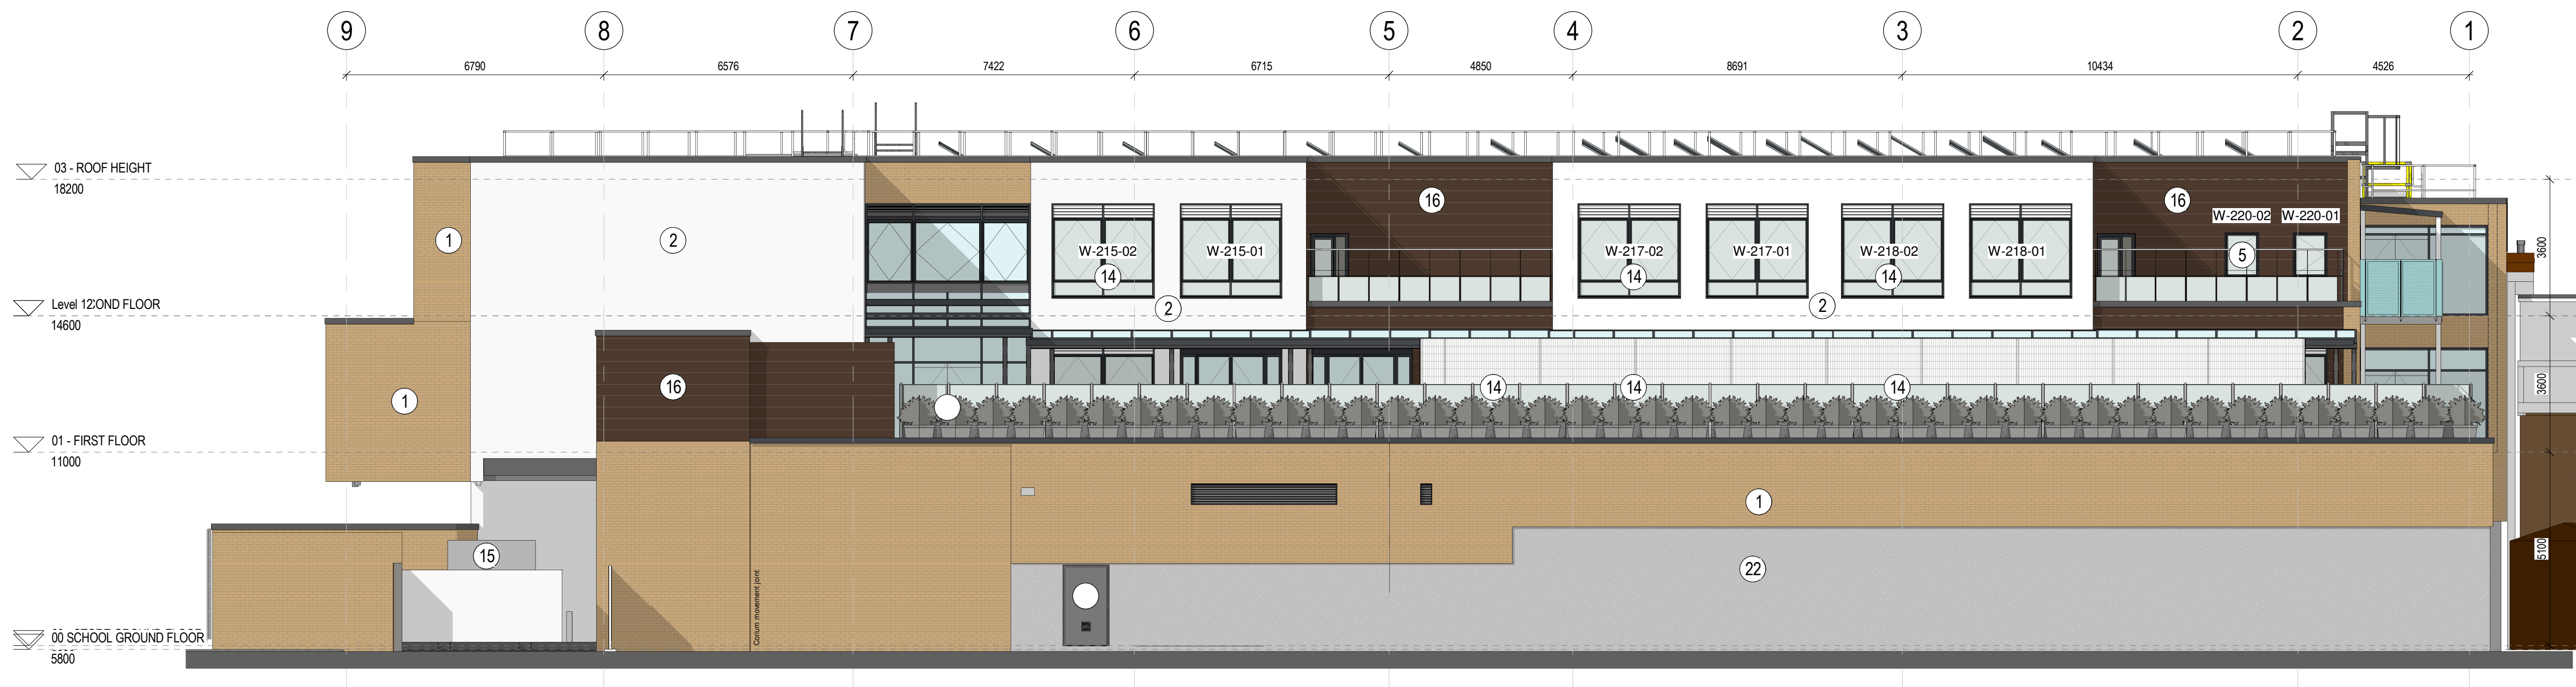 9 8 7 6 5 4 3 2 1
6790 6576 7422 6715 4850 8691 10434 4526
03 - ROOF HEIGHT
18200
16 16
W-220-02 W-220-01
1 2
W-215-02 W-215-01 W-217-02 W-217-01 W-218-02 W-218-01
5
3600
14 14 14
Level 12
OND FLOOR
14600
2 2
16
14 14 14
3600
1
01 - FIRST FLOOR
11000
1
15
22
5100
Corium movement joint
00 SCHOOL GROUND FLOOR
5800